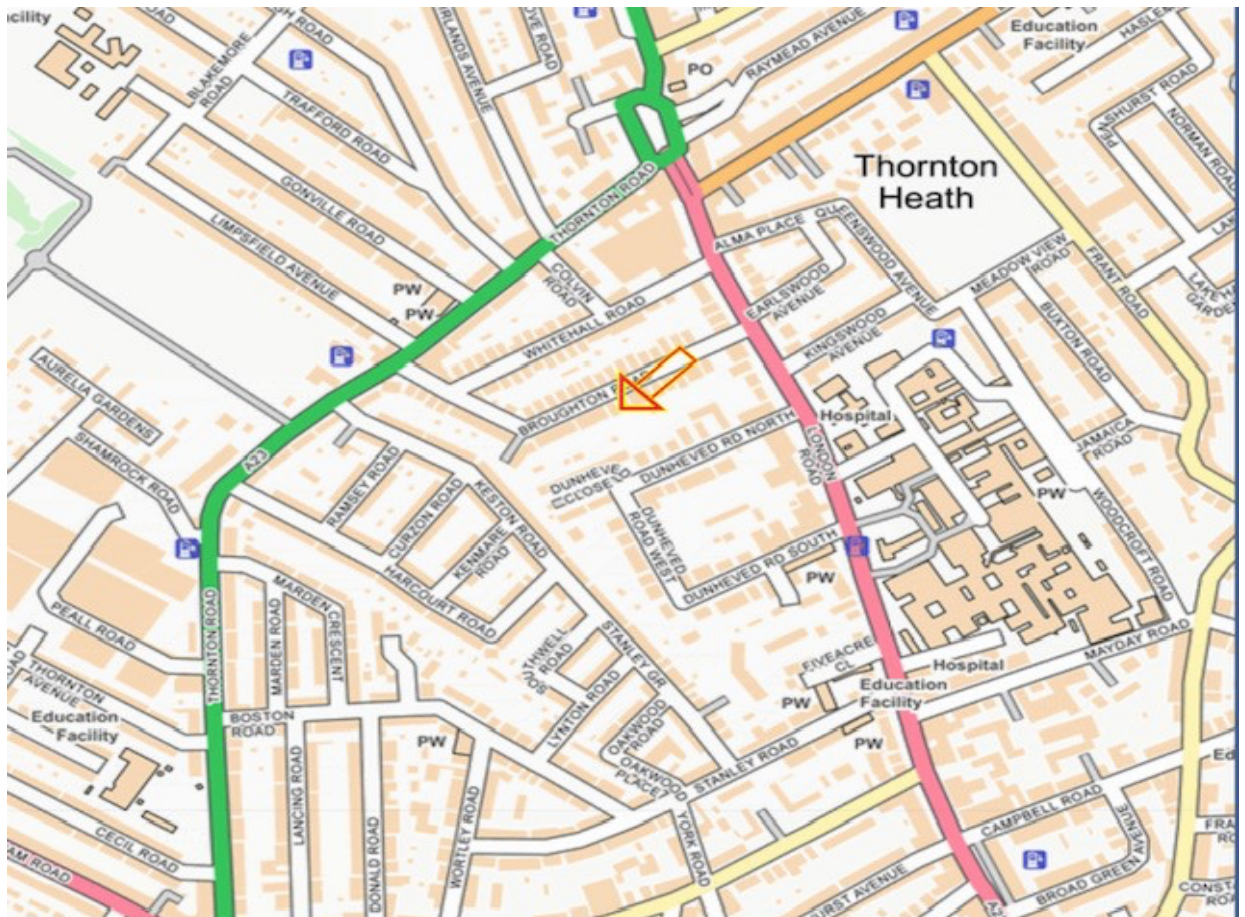 Facility
BLAKEMORE
ROAD
ROAD
TRAFFORD ROAD
GONVILLE ROAD
LIMPSFIELD AVENUE
AVENUE
ROAD
PO
RAYMEAD AVENUE
Education
Facility
PENSHURST ROAD
NORMAN ROAD
Thornton
Heath
THORNTON ROAD
COLVIN
ROAD
ALMA PLACE
QUEENSWOOD AVENUE
EARLSWOOD
AVENUE
MEADOW VIEW
ROAD
FRANT ROAD
PW
PW
WHITEHALL ROAD
KINGSWOOD
AVENUE
BUXTON ROAD
AURELIA GARDENS
SHAMROCK ROAD
A23
BROUGHTON
DUNHEVED RD NORTH
Hospital
LONDON
ROAD
JAMAICA
ROAD
PW
WOODCROFT ROAD
DUNHEVED
CLOSE
DUNHEVED
ROAD WEST
DUNHEVED RD SOUTH
PW
RAMSEY ROAD
CURZON ROAD
KENMARE
ROAD
KESTON ROAD
HARCOURT ROAD
MARDEN
CRESCENT
MARDEN ROAD
PEALL ROAD
THORNTON ROAD
THORNTON
AVENUE
Education
Facility
BOSTON
ROAD
STANLEY GR
ROAD
LYNTON ROAD
OAKWOOD
ROAD
OAKWOOD
PLACE
STANLEY ROAD
FIVEACRE
CL
Hospital
MAYDAY ROAD
Education
Facility
PW
PW
PW
CECIL ROAD
LANCING ROAD
DONALD ROAD
WORTLEY ROAD
YORK ROAD
CAMPBELL ROAD
AVENUE
BROAD GREEN
AVENUE
ROAD